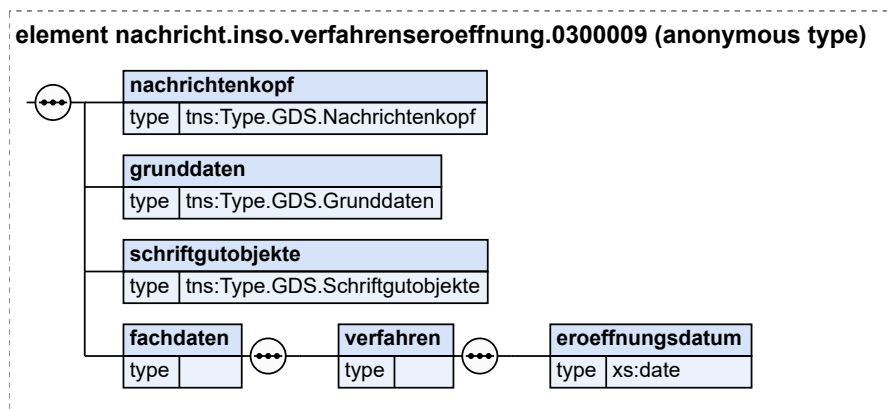 element nachricht.inso.verfahrenseroeffnung.0300009 (anonymous type)
nachrichtenkopf
type tns:Type.GDS.Nachrichtenkopf
grunddaten
type tns:Type.GDS.Grunddaten
schriftgutobjekte
type tns:Type.GDS.Schriftgutobjekte
fachdaten
type
verfahren
type
eroeffnungsdatum
type xs:date